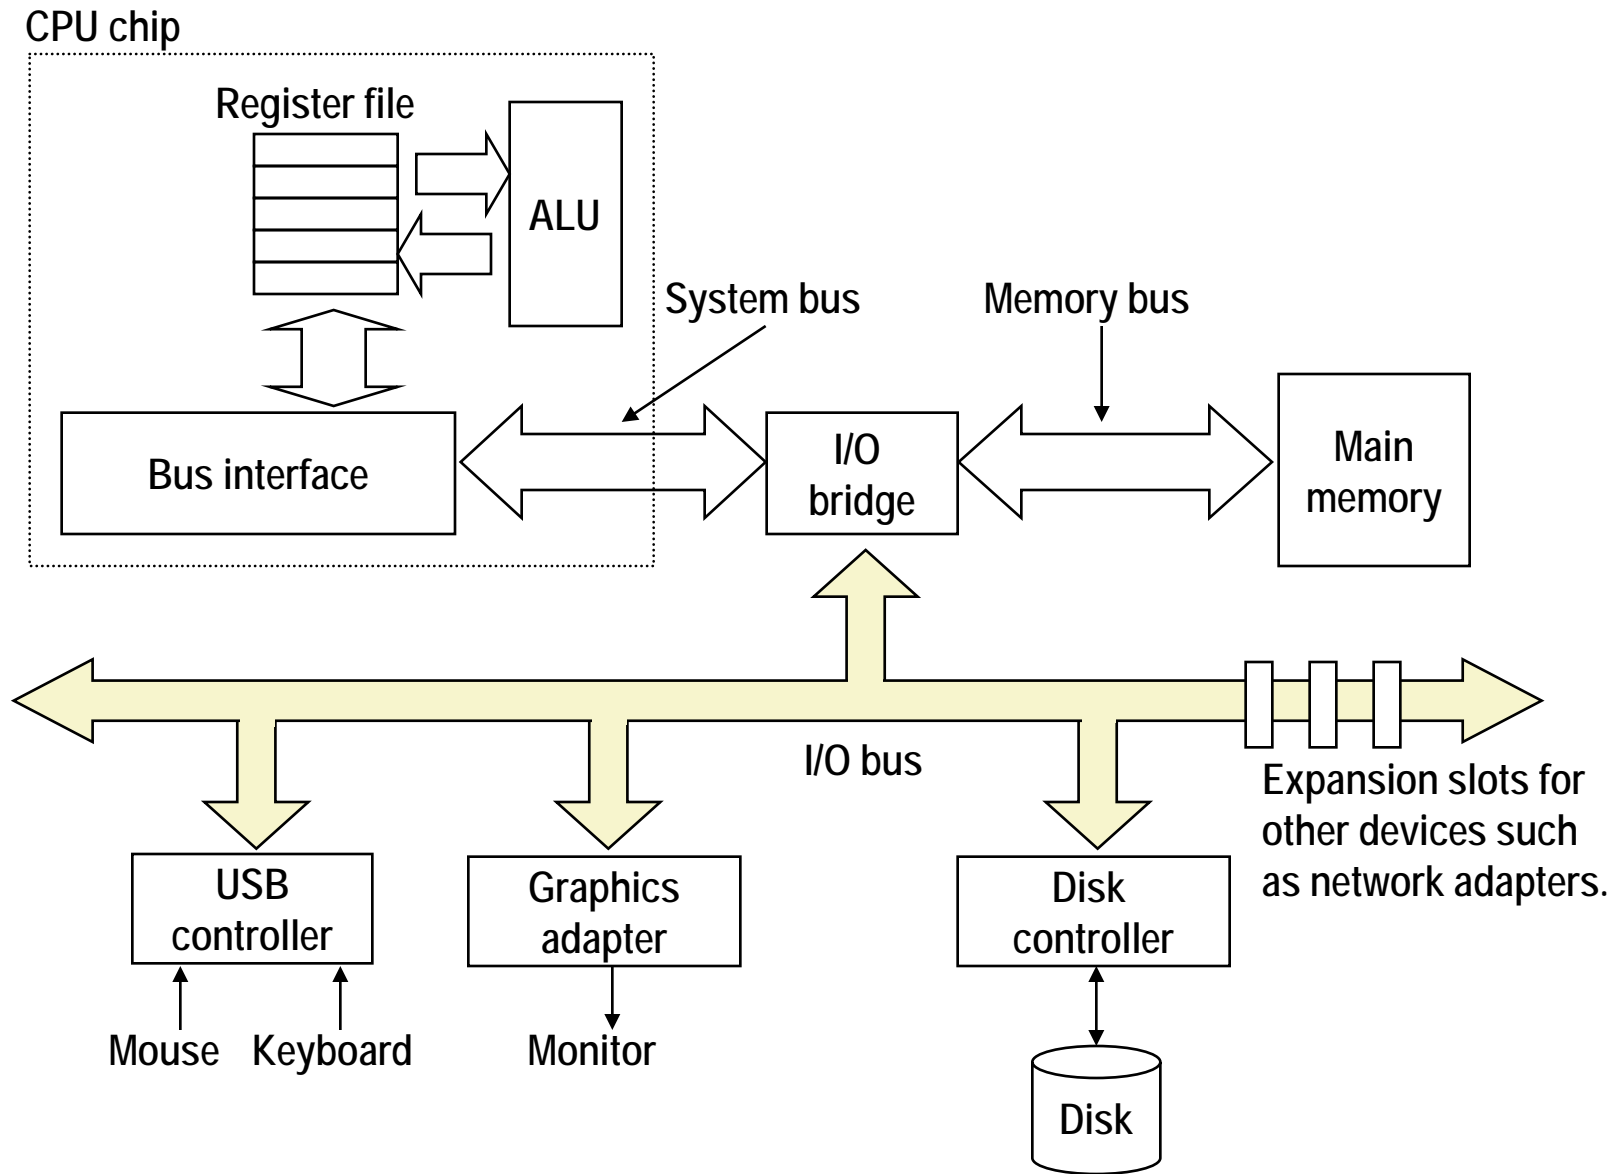 CPU chip
Register file
ALU
System bus
Memory bus
Bus interface
I/O
bridge
Main
memory
I/O bus
Expansion slots for
other devices such
as network adapters.
USB
controller
Graphics
adapter
Disk
controller
Mouse
Keyboard
Monitor
Disk